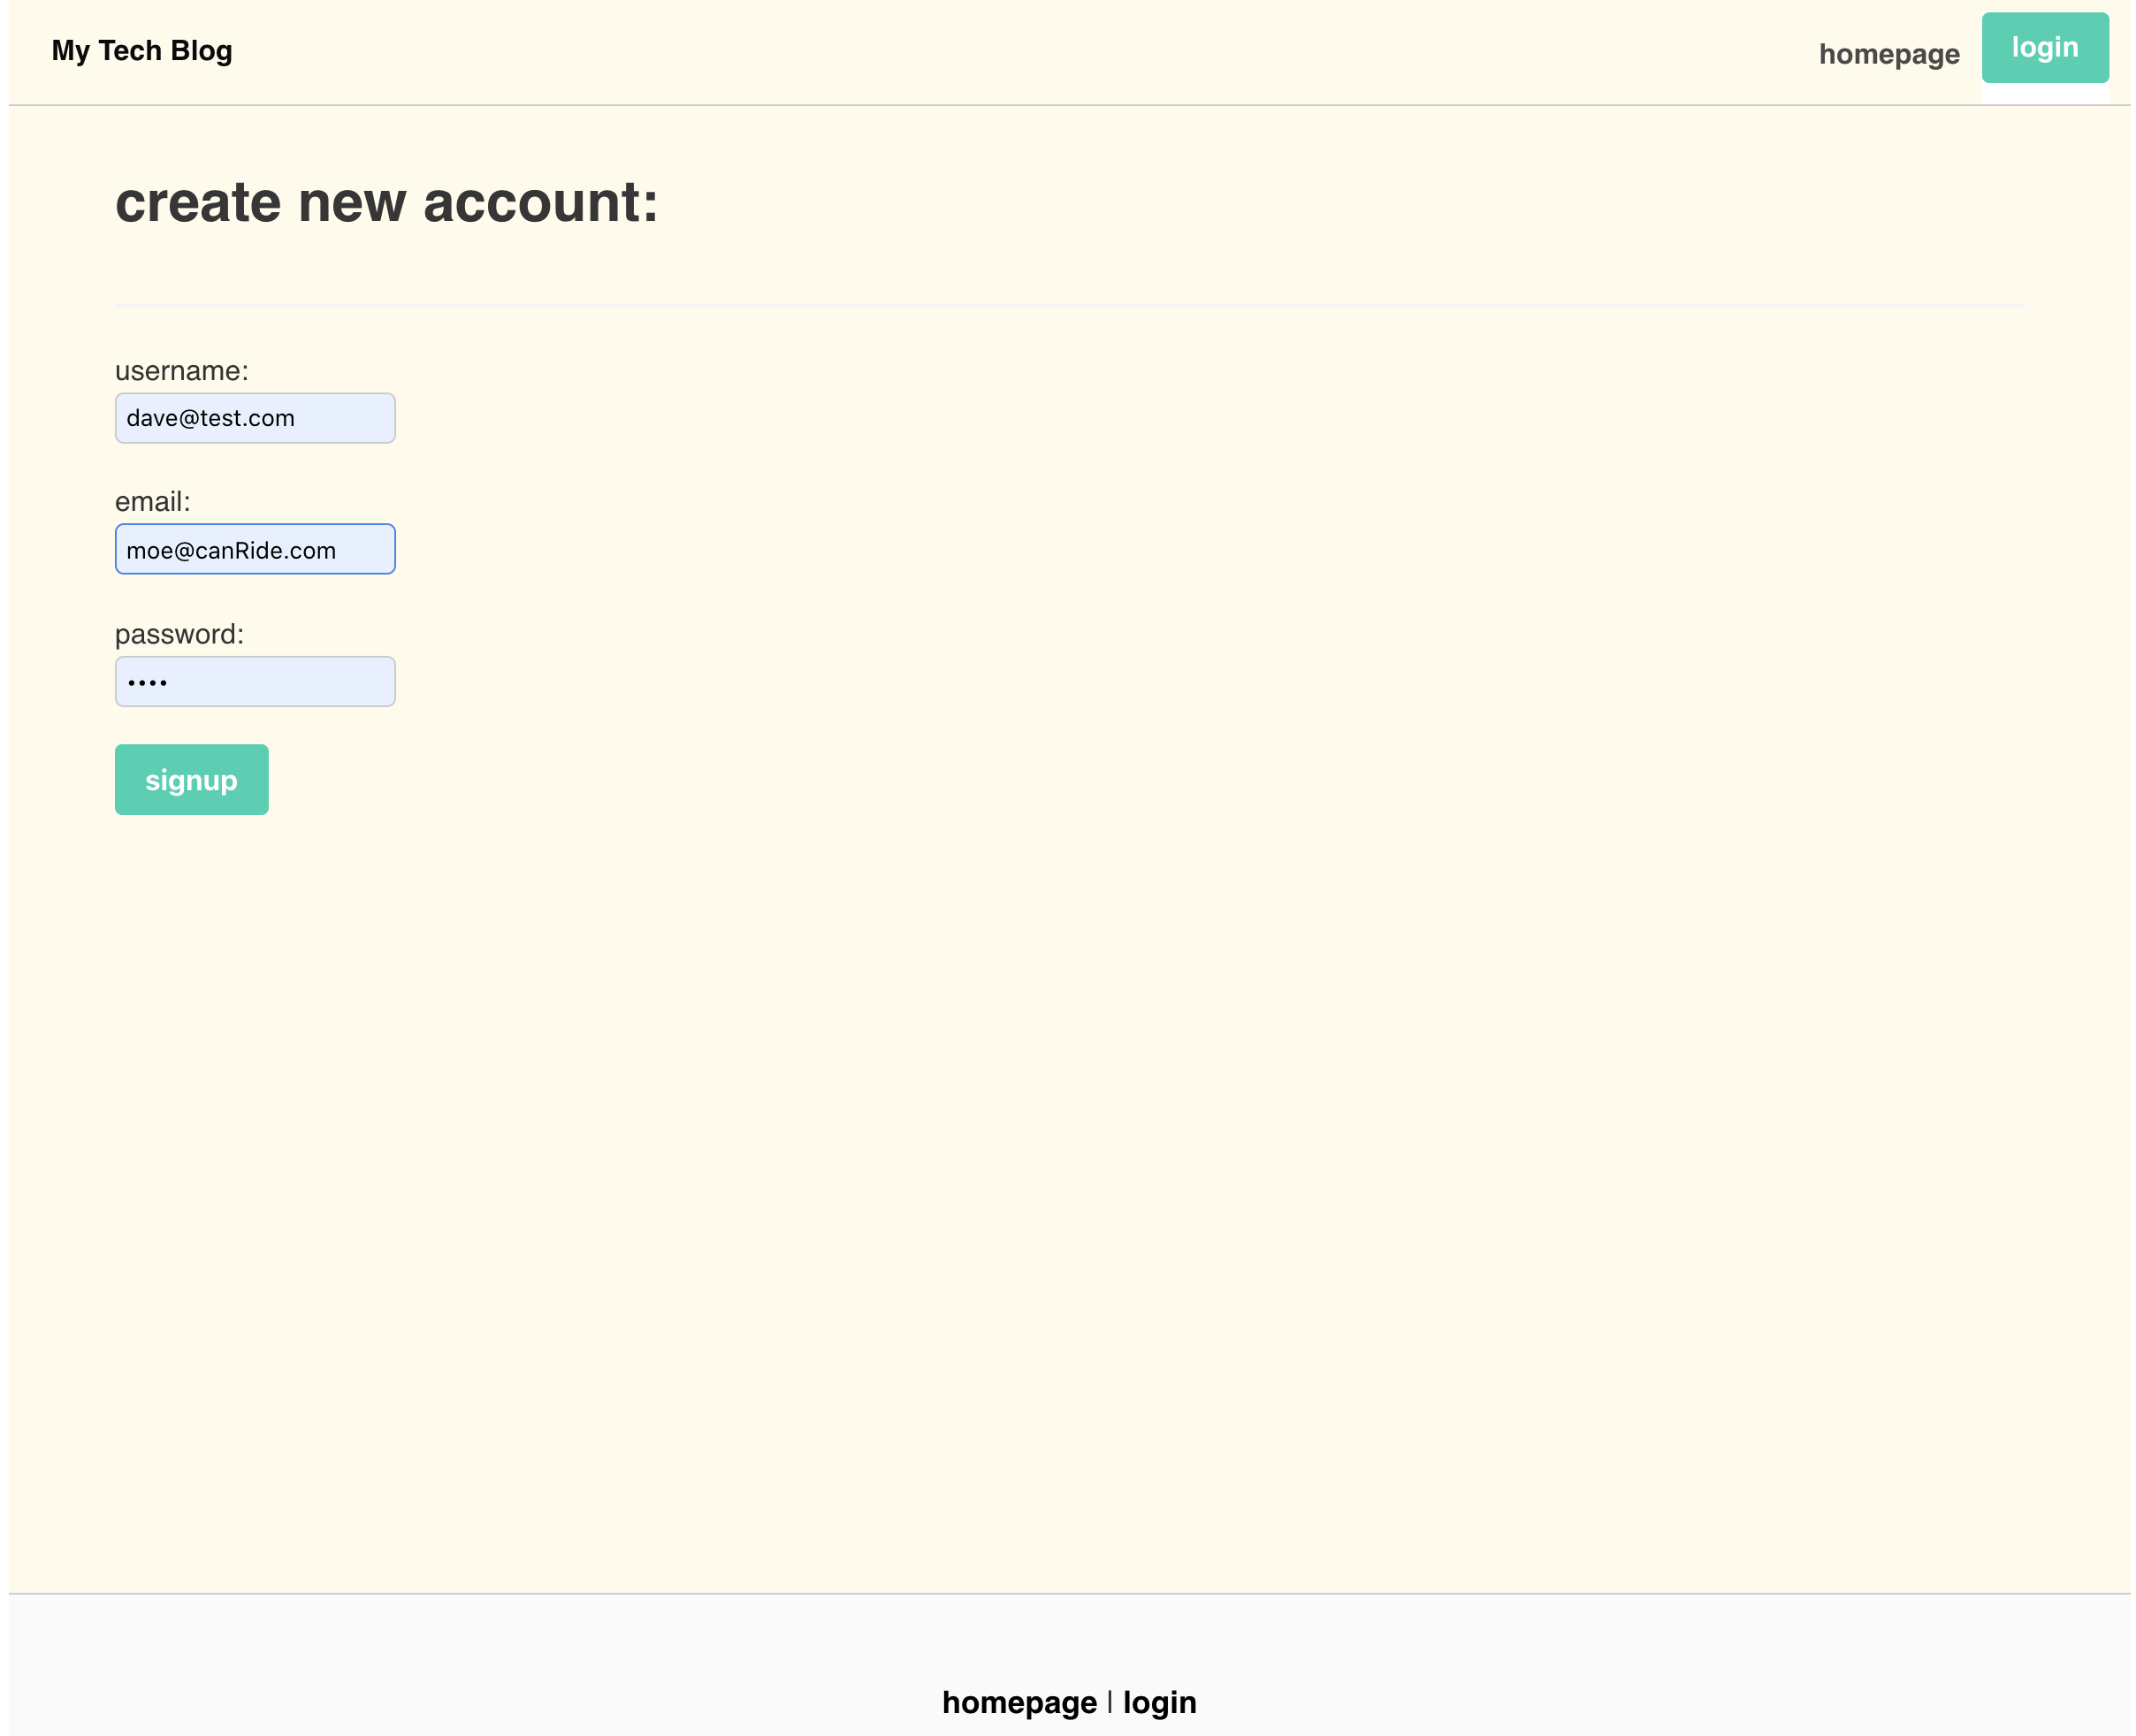 My Tech Blog
homepage
login
create new account:
username:
dave@test.com
email:
moe@canRide.com
password:
••••
signup
homepage | login